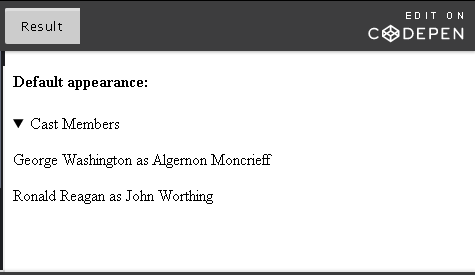 Result
EDIT ON
CODEPEN
Default appearance:
▼ Cast Members
George Washington as Algernon Moncrieff
Ronald Reagan as John Worthing